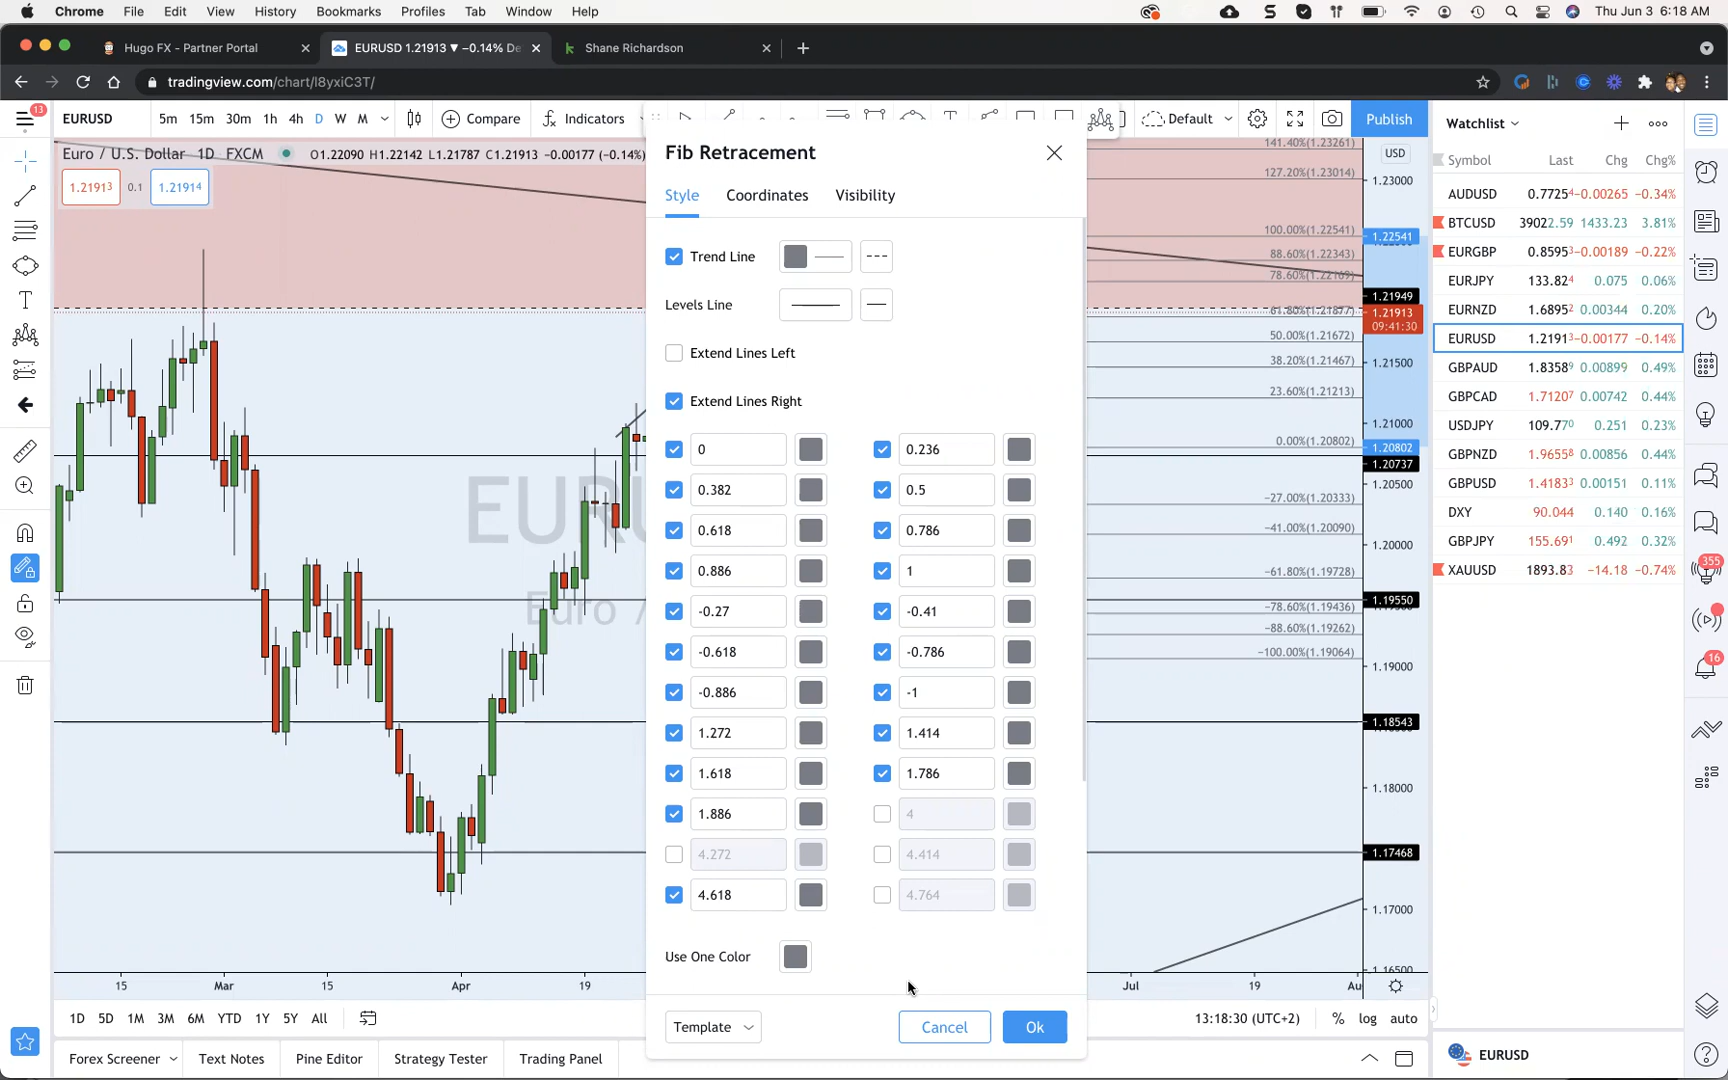 Chrome File Edit View History Bookmarks Profiles Tab Window Help Thu Jun 3 6:18 AM
Hugo FX - Partner Portal
EURUSD 1.21913 ▼ −0.14% De
Shane Richardson
tradingview.com/chart/l8yxiC3T/
13
EURUSD 5m 15m 30m 1h 4h D W M Compare Indicators Default Publish
Euro / U.S. Dollar 1D FXCM O1.22090 H1.22142 L1.21787 C1.21913 −0.00177 (−0.14%)
1.21913 0.1 1.21914
Fib Retracement
Style Coordinates Visibility
Trend Line
Levels Line
Extend Lines Left
Extend Lines Right
0 0.236
0.382 0.5
0.618 0.786
0.886 1
-0.27 -0.41
-0.618 -0.786
-0.886 -1
1.272 1.414
1.618 1.786
1.886 4
4.272 4.414
4.618 4.764
Use One Color
Template Cancel Ok
EURU
Euro /
141.40%(1.23261)
127.20%(1.23014)
100.00%(1.22541)
88.60%(1.22343)
78.60%(1.22169)
61.80%(1.21877)
50.00%(1.21672)
38.20%(1.21467)
23.60%(1.21213)
0.00%(1.20802)
−27.00%(1.20333)
−41.00%(1.20090)
−61.80%(1.19728)
−78.60%(1.19436)
−88.60%(1.19262)
−100.00%(1.19064)
USD
1.23000
1.22541
1.21949
1.21913
09:41:30
1.21500
1.21000
1.20802
1.20737
1.20500
1.20000
1.19550
1.19000
1.18543
1.18000
1.17468
1.17000
1.16500
15 Mar 15 Apr 19 Jul 19 Au
1D 5D 1M 3M 6M YTD 1Y 5Y All
13:18:30 (UTC+2) % log auto
Forex Screener Text Notes Pine Editor Strategy Tester Trading Panel
Watchlist
Symbol Last Chg Chg%
AUDUSD 0.77254 −0.00265 −0.34%
BTCUSD 39022.59 1433.23 3.81%
EURGBP 0.85953 −0.00189 −0.22%
EURJPY 133.824 0.075 0.06%
EURNZD 1.68952 0.00344 0.20%
EURUSD 1.21913 −0.00177 −0.14%
GBPAUD 1.83589 0.00899 0.49%
GBPCAD 1.71207 0.00742 0.44%
USDJPY 109.770 0.251 0.23%
GBPNZD 1.96558 0.00856 0.44%
GBPUSD 1.41833 0.00151 0.11%
DXY 90.044 0.140 0.16%
GBPJPY 155.691 0.492 0.32%
XAUUSD 1893.83 −14.18 −0.74%
355
16
EURUSD